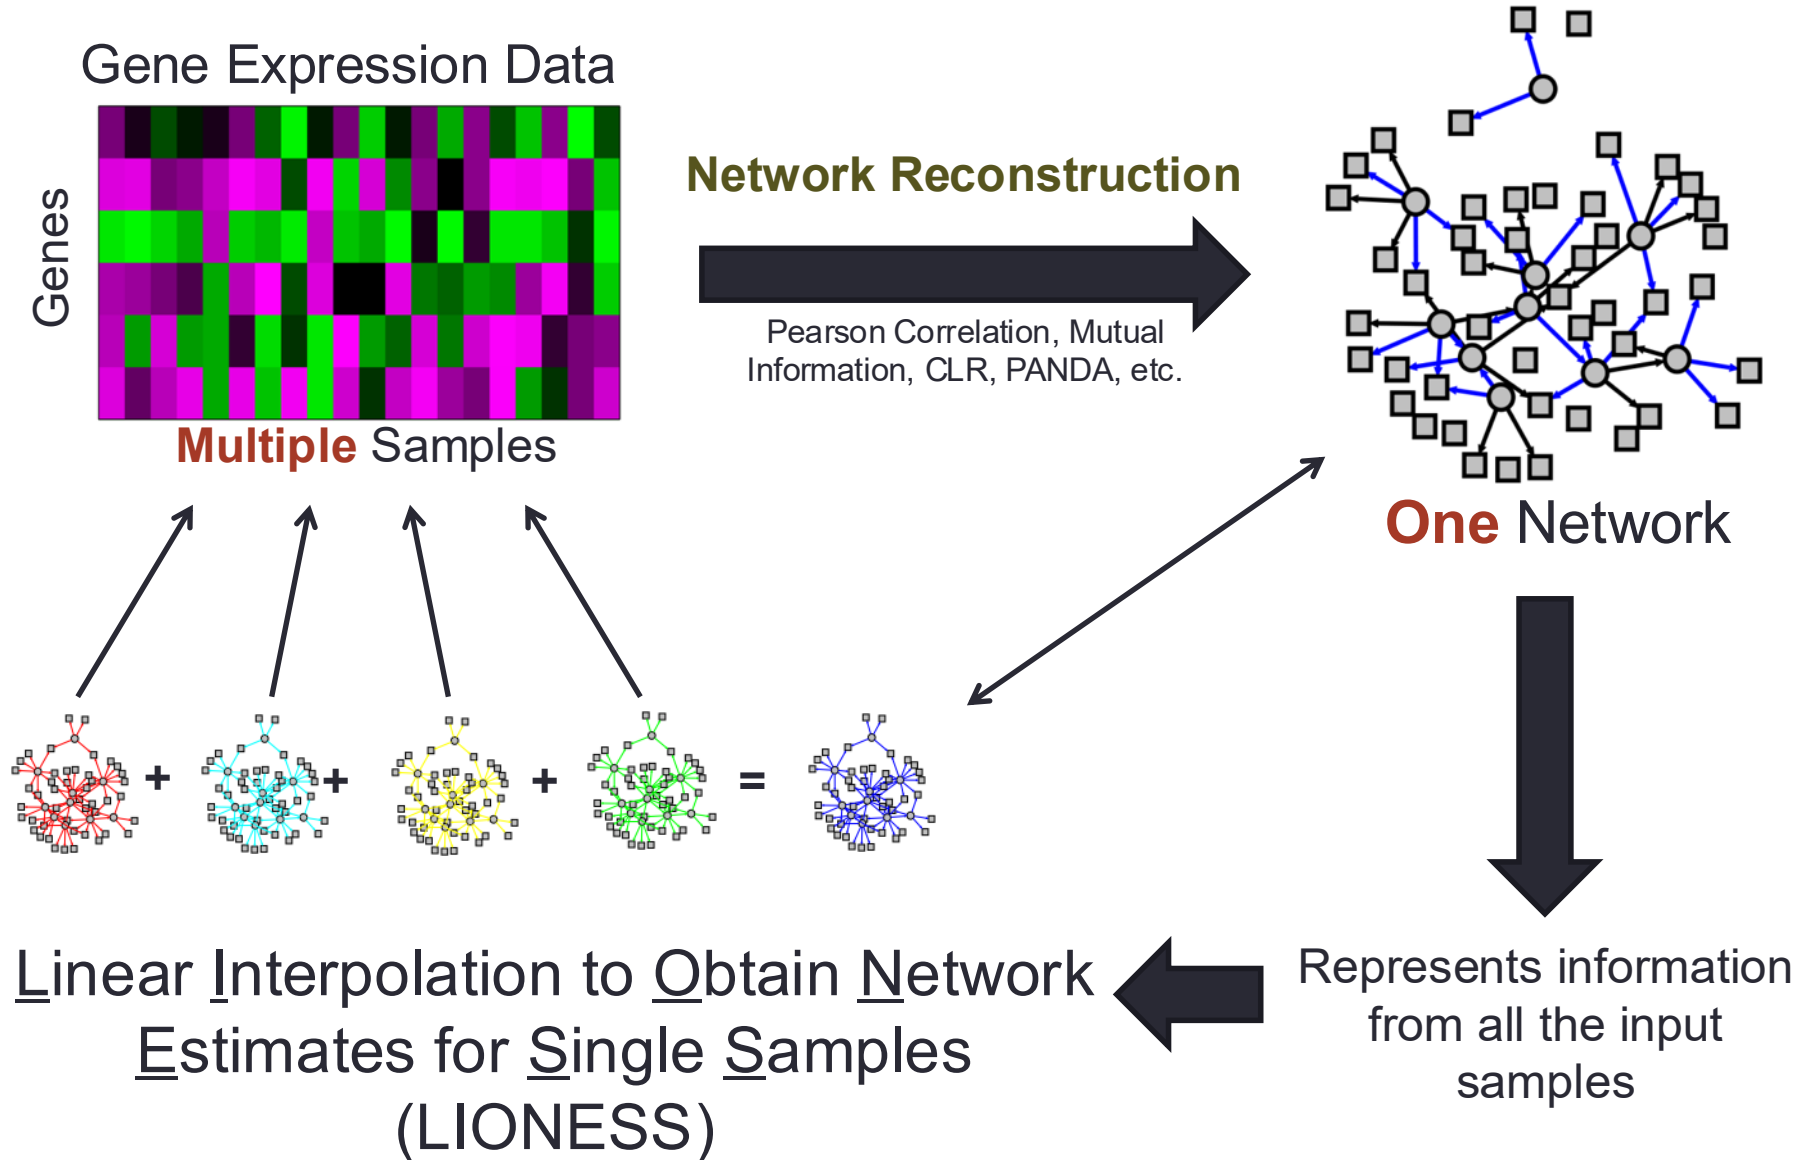 Gene Expression Data
Genes
Multiple Samples
Network Reconstruction
Pearson Correlation, Mutual
Information, CLR, PANDA, etc.
One Network
+ + + =
Represents information
from all the input
samples
Linear Interpolation to Obtain Network
Estimates for Single Samples
(LIONESS)